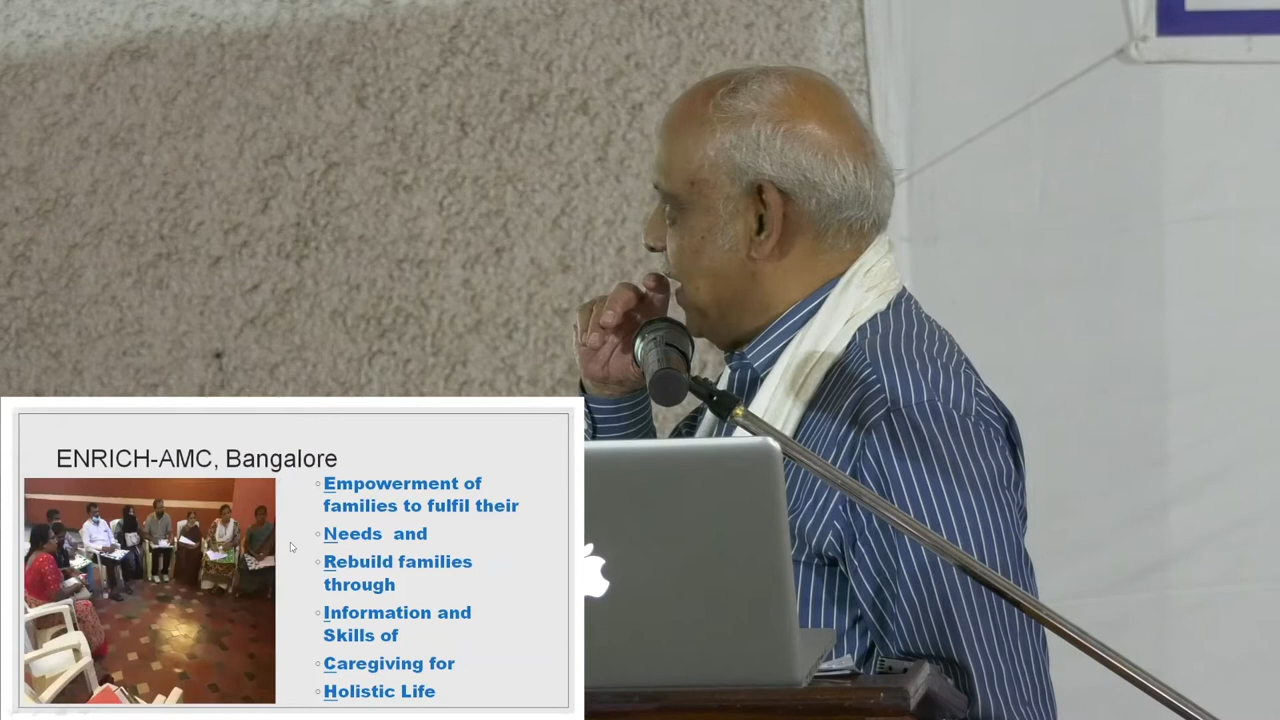 ENRICH-AMC, Bangalore
Empowerment of
families to fulfil their
Needs and
Rebuild families
through
Information and
Skills of
Caregiving for
Holistic Life